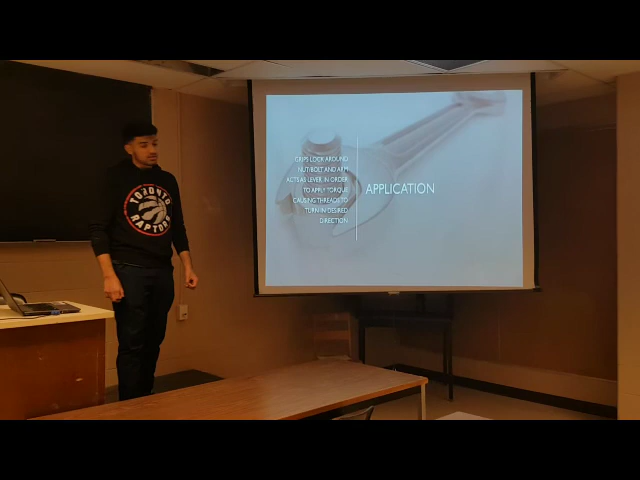 TORONTO
RAPTORS
GRIPS LOCK AROUND
NUT/BOLT AND ARM
ACTS AS LEVER, IN ORDER
TO APPLY TORQUE
CAUSING THREADS TO
TURN IN DESIRED
DIRECTION
APPLICATION